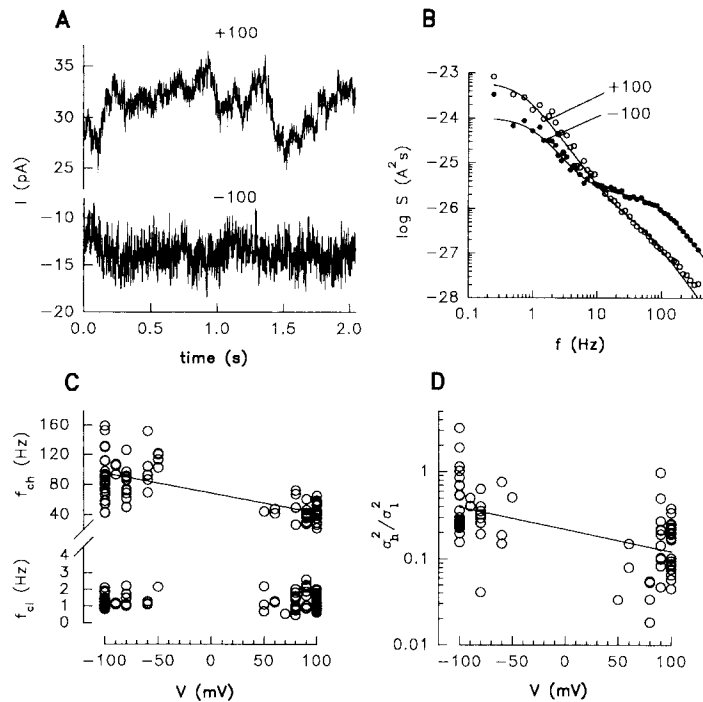 A
+100
35
30
25
I (pA)
-100
-10
-15
-20
0.0 0.5 1.0 1.5 2.0
time (s)
B
-23
-24
-25
-26
-27
-28
log S (A²s)
+100
-100
0.1 1 10 100
f (Hz)
C
160
120
80
40
f_ch (Hz)
4
3
2
1
0
f_cl (Hz)
-100 -50 0 50 100
V (mV)
D
1
0.1
0.01
σ²_h/σ²_l
-100 -50 0 50 100
V (mV)